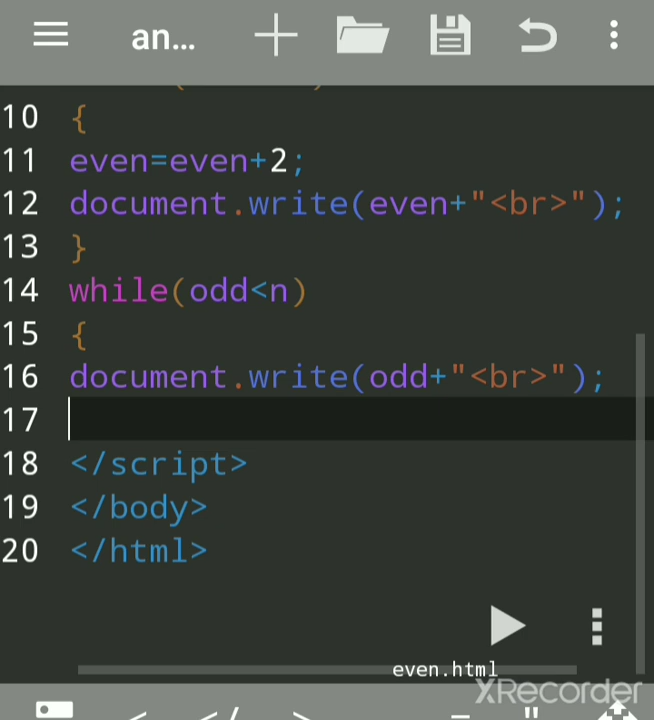 an...
10 {
11 even=even+2;
12 document.write(even+"<br>");
13 }
14 while(odd<n)
15 {
16 document.write(odd+"<br>");
17
18 </script>
19 </body>
20 </html>
even.html
XRecorder